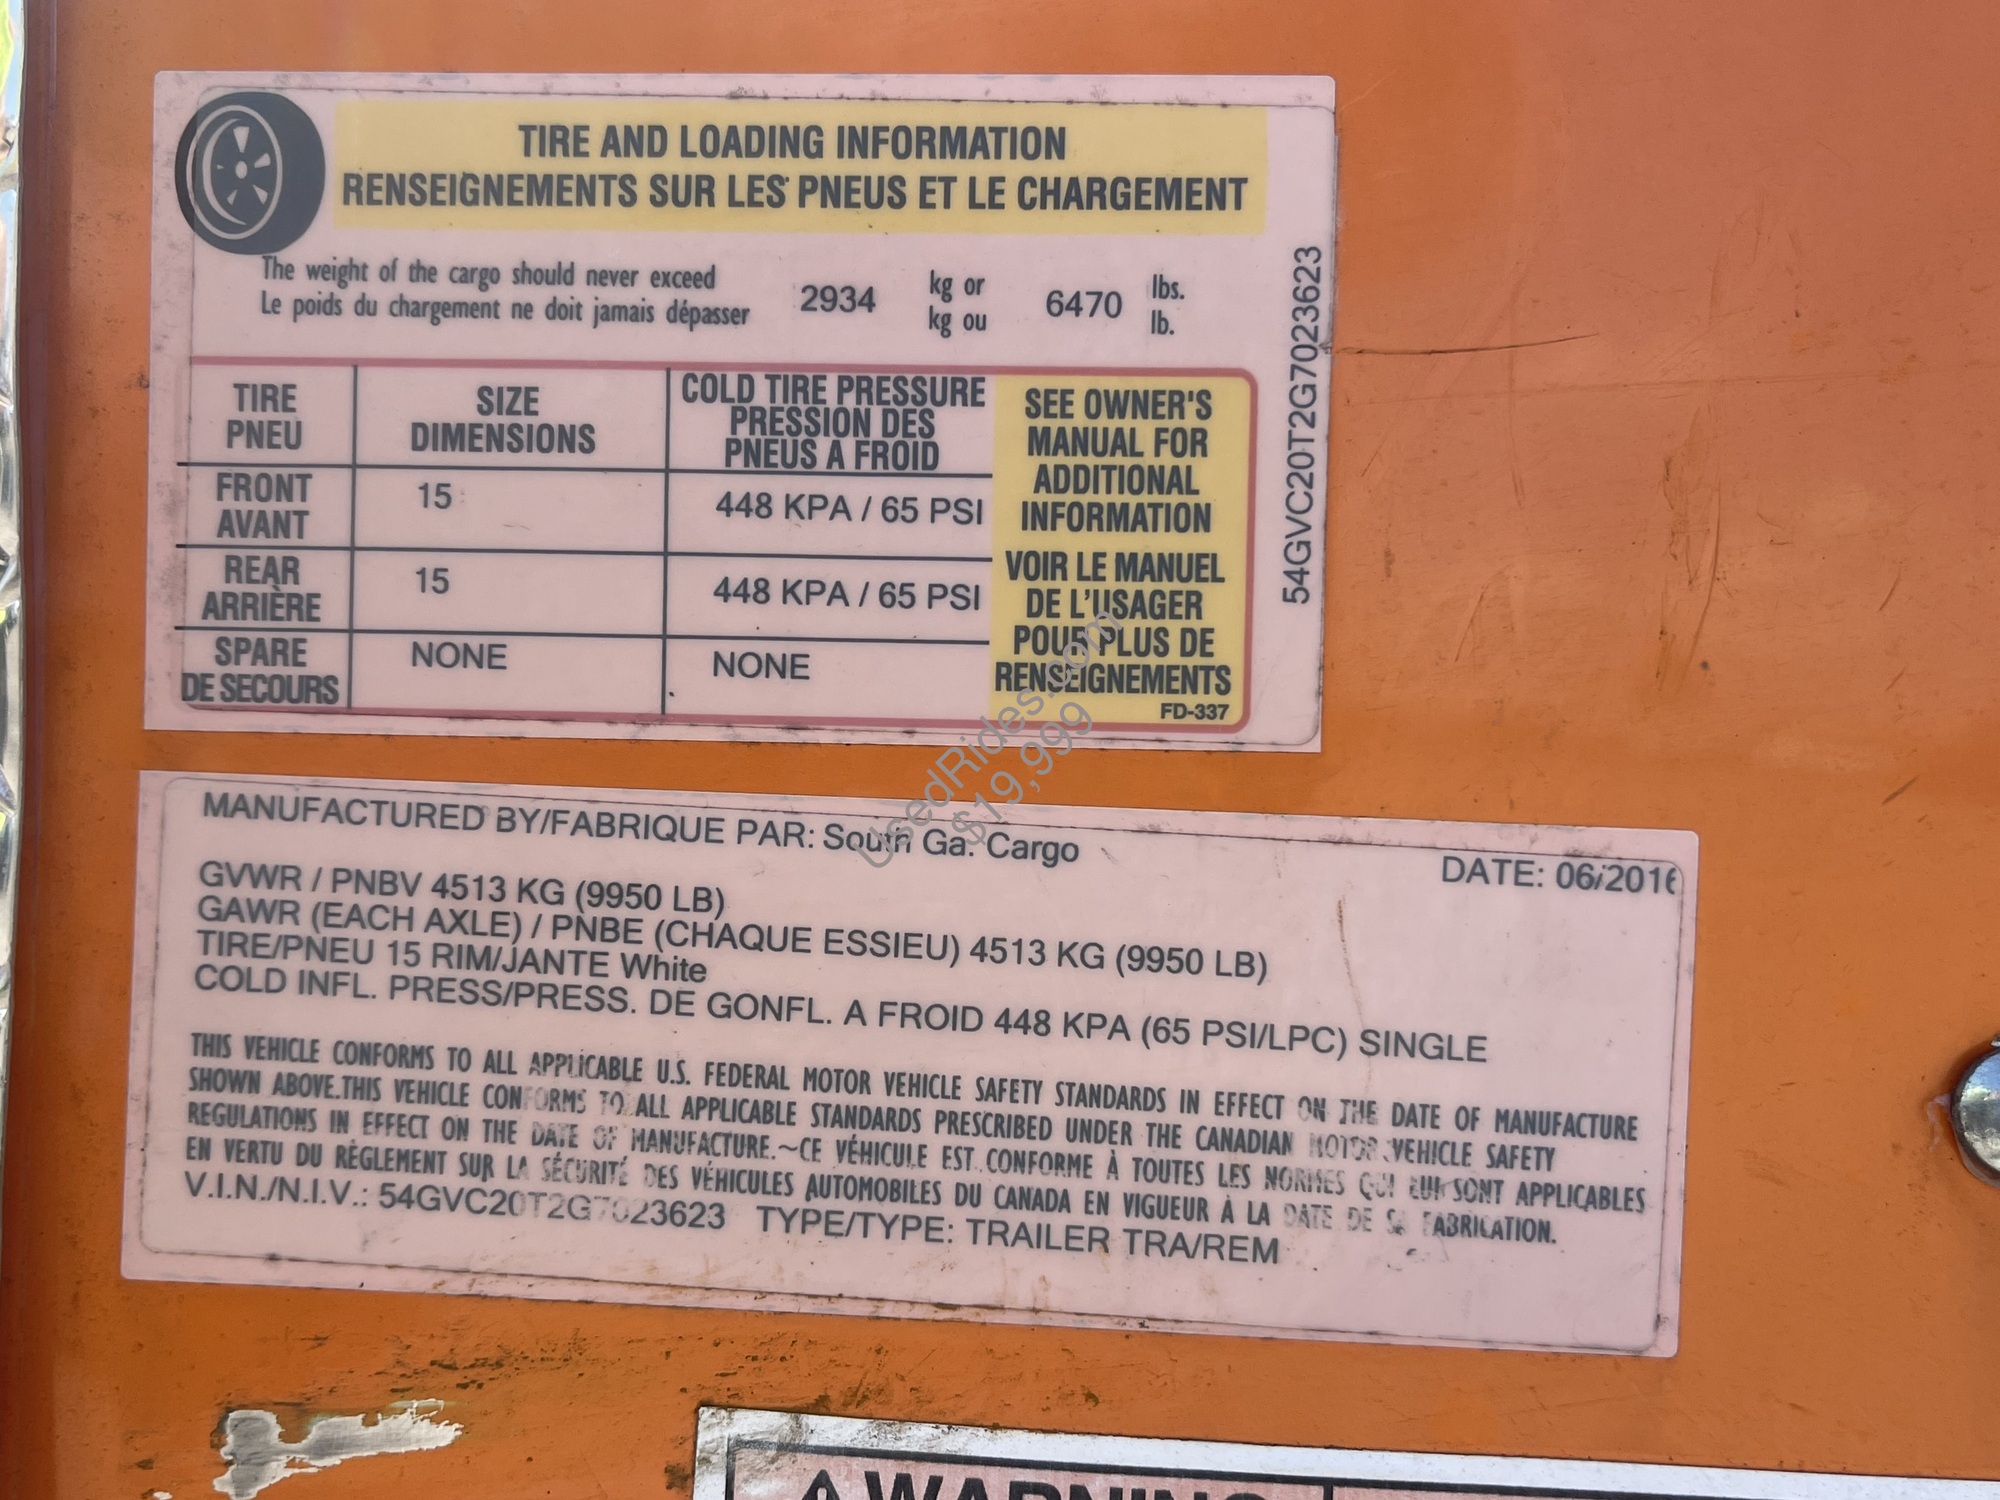 TIRE AND LOADING INFORMATION
RENSEIGNEMENTS SUR LES PNEUS ET LE CHARGEMENT
The weight of the cargo should never exceed
Le poids du chargement ne doit jamais dépasser
2934 kg or 6470 lbs.
kg ou lb.
TIRE
PNEU
SIZE
DIMENSIONS
COLD TIRE PRESSURE
PRESSION DES
PNEUS A FROID
FRONT
AVANT
15
448 KPA / 65 PSI
REAR
ARRIÈRE
15
448 KPA / 65 PSI
SPARE
DE SECOURS
NONE
NONE
SEE OWNER'S
MANUAL FOR
ADDITIONAL
INFORMATION
VOIR LE MANUEL
DE L'USAGER
POUR PLUS DE
RENSEIGNEMENTS
FD-337
54GVC20T2G7023623
UsedRides.com
$19,999
MANUFACTURED BY/FABRIQUE PAR: South Ga. Cargo
DATE: 06/2016
GVWR / PNBV 4513 KG (9950 LB)
GAWR (EACH AXLE) / PNBE (CHAQUE ESSIEU) 4513 KG (9950 LB)
TIRE/PNEU 15 RIM/JANTE White
COLD INFL. PRESS/PRESS. DE GONFL. A FROID 448 KPA (65 PSI/LPC) SINGLE
THIS VEHICLE CONFORMS TO ALL APPLICABLE U.S. FEDERAL MOTOR VEHICLE SAFETY STANDARDS IN EFFECT ON THE DATE OF MANUFACTURE
SHOWN ABOVE.THIS VEHICLE CONFORMS TO ALL APPLICABLE STANDARDS PRESCRIBED UNDER THE CANADIAN MOTOR VEHICLE SAFETY
REGULATIONS IN EFFECT ON THE DATE OF MANUFACTURE.~CE VÉHICULE EST CONFORME À TOUTES LES NORMES QUI LUI SONT APPLICABLES
EN VERTU DU RÈGLEMENT SUR LA SÉCURITÉ DES VÉHICULES AUTOMOBILES DU CANADA EN VIGUEUR À LA DATE DE SA FABRICATION.
V.I.N./N.I.V.: 54GVC20T2G7023623 TYPE/TYPE: TRAILER TRA/REM
WARNING